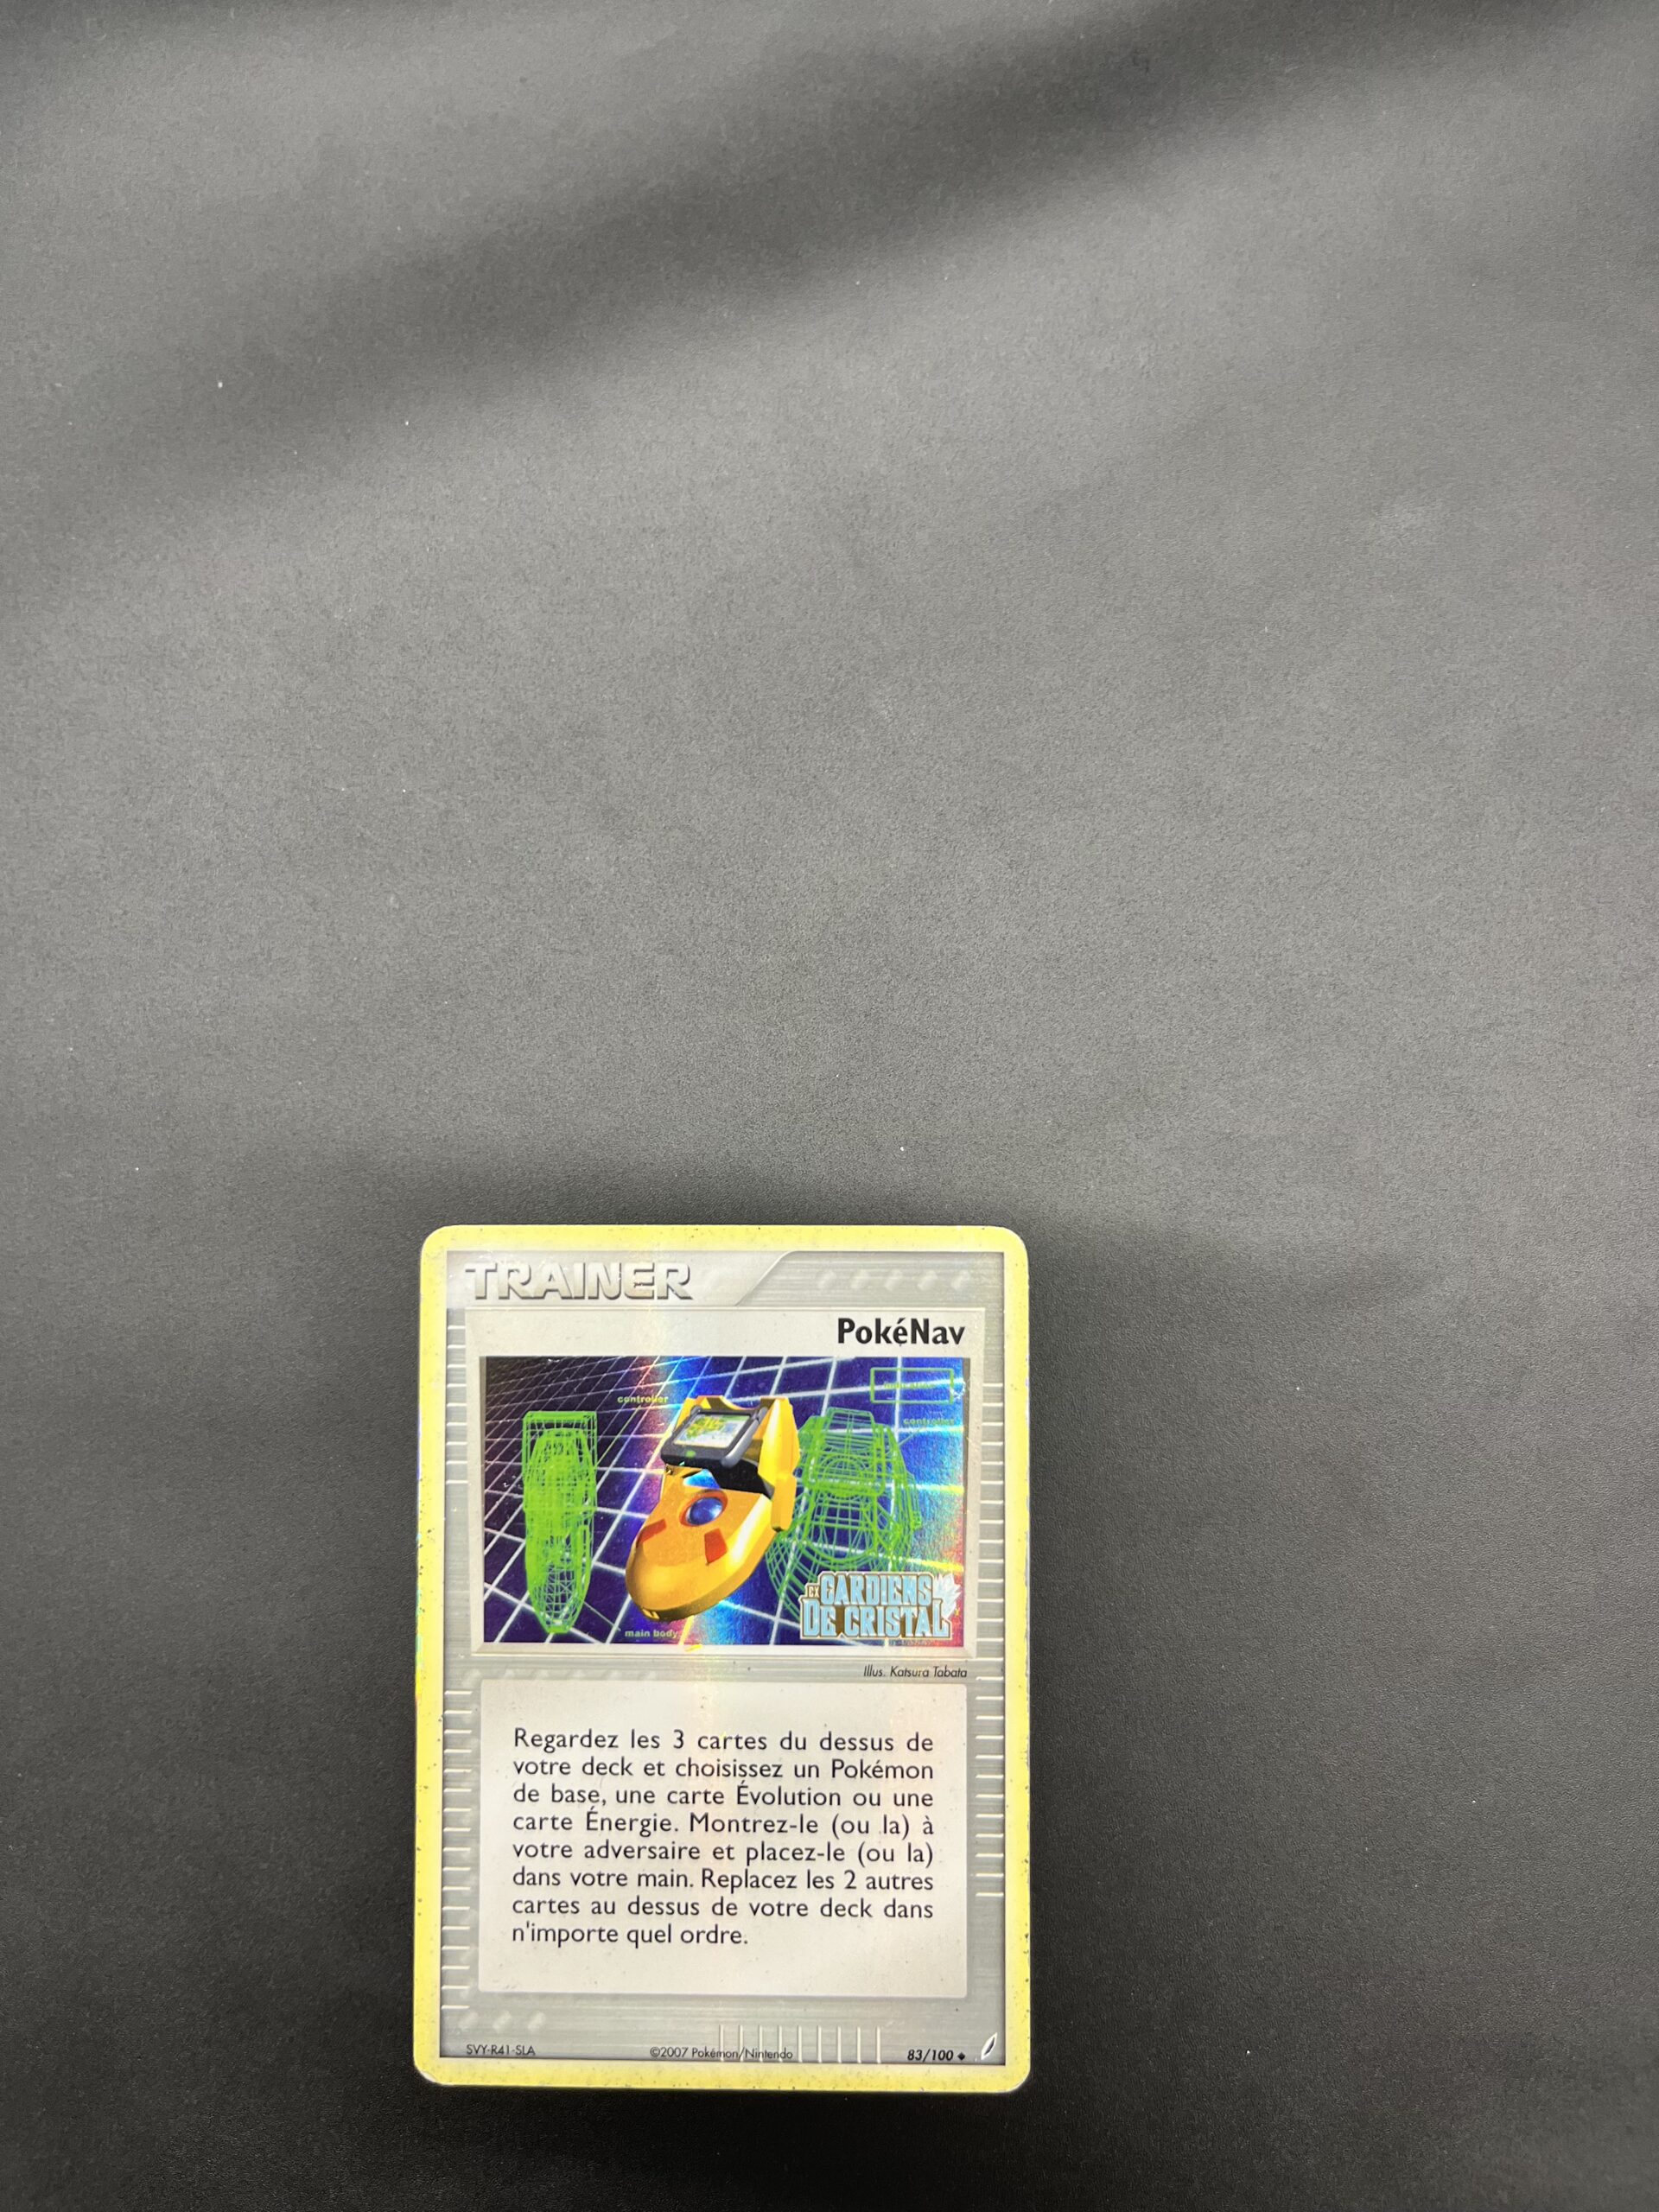 TRAINER
PokéNav
controller
controller
main body
EX GARDIENS
DE CRISTAL
Illus. Katsura Tabata
Regardez les 3 cartes du dessus de
votre deck et choisissez un Pokémon
de base, une carte Évolution ou une
carte Énergie. Montrez-le (ou la) à
votre adversaire et placez-le (ou la)
dans votre main. Replacez les 2 autres
cartes au dessus de votre deck dans
n'importe quel ordre.
SVY-R41-SLA
©2007 Pokémon/Nintendo
83/100